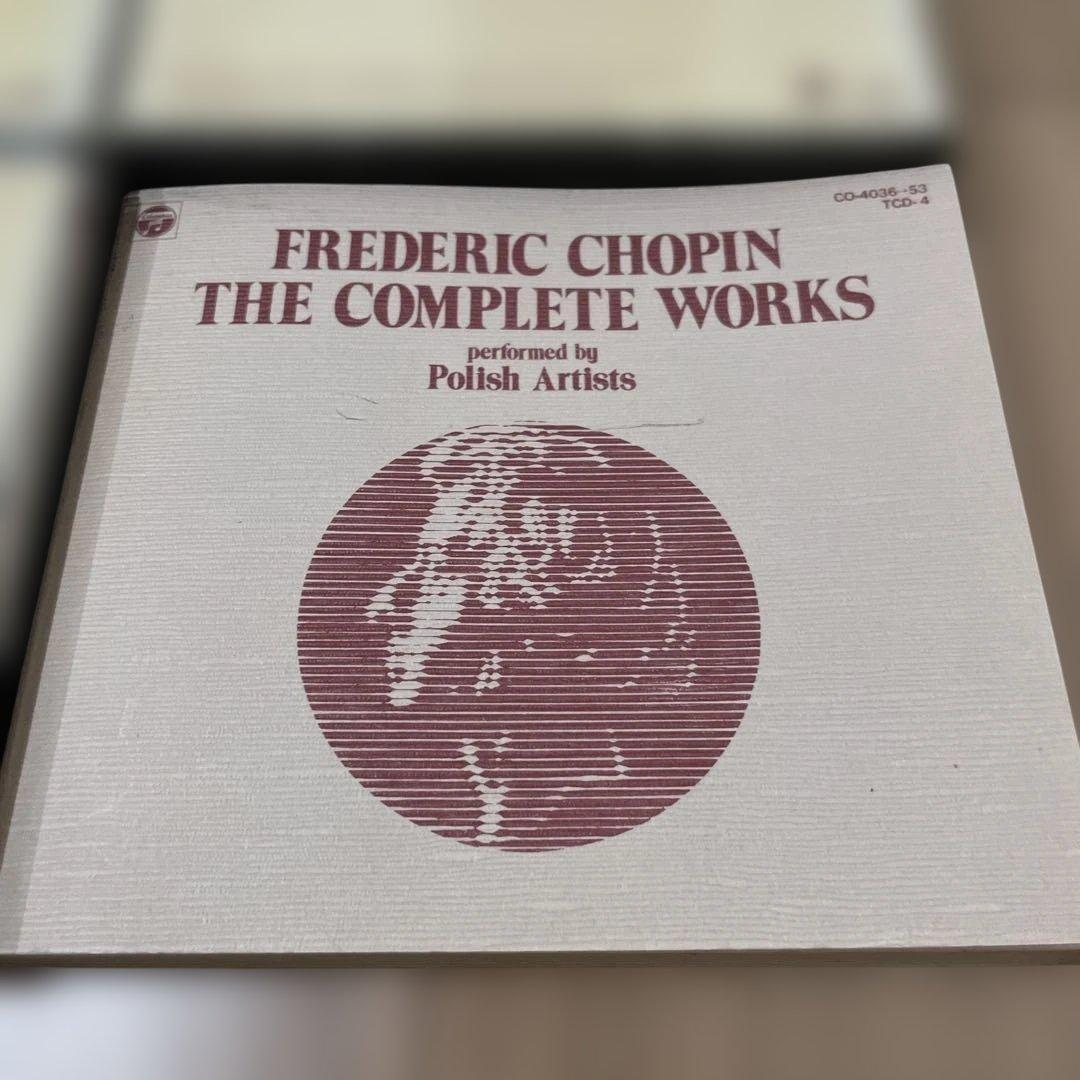 CO-4036~53
TCD-4
FREDERIC CHOPIN
THE COMPLETE WORKS
performed by
Polish Artists